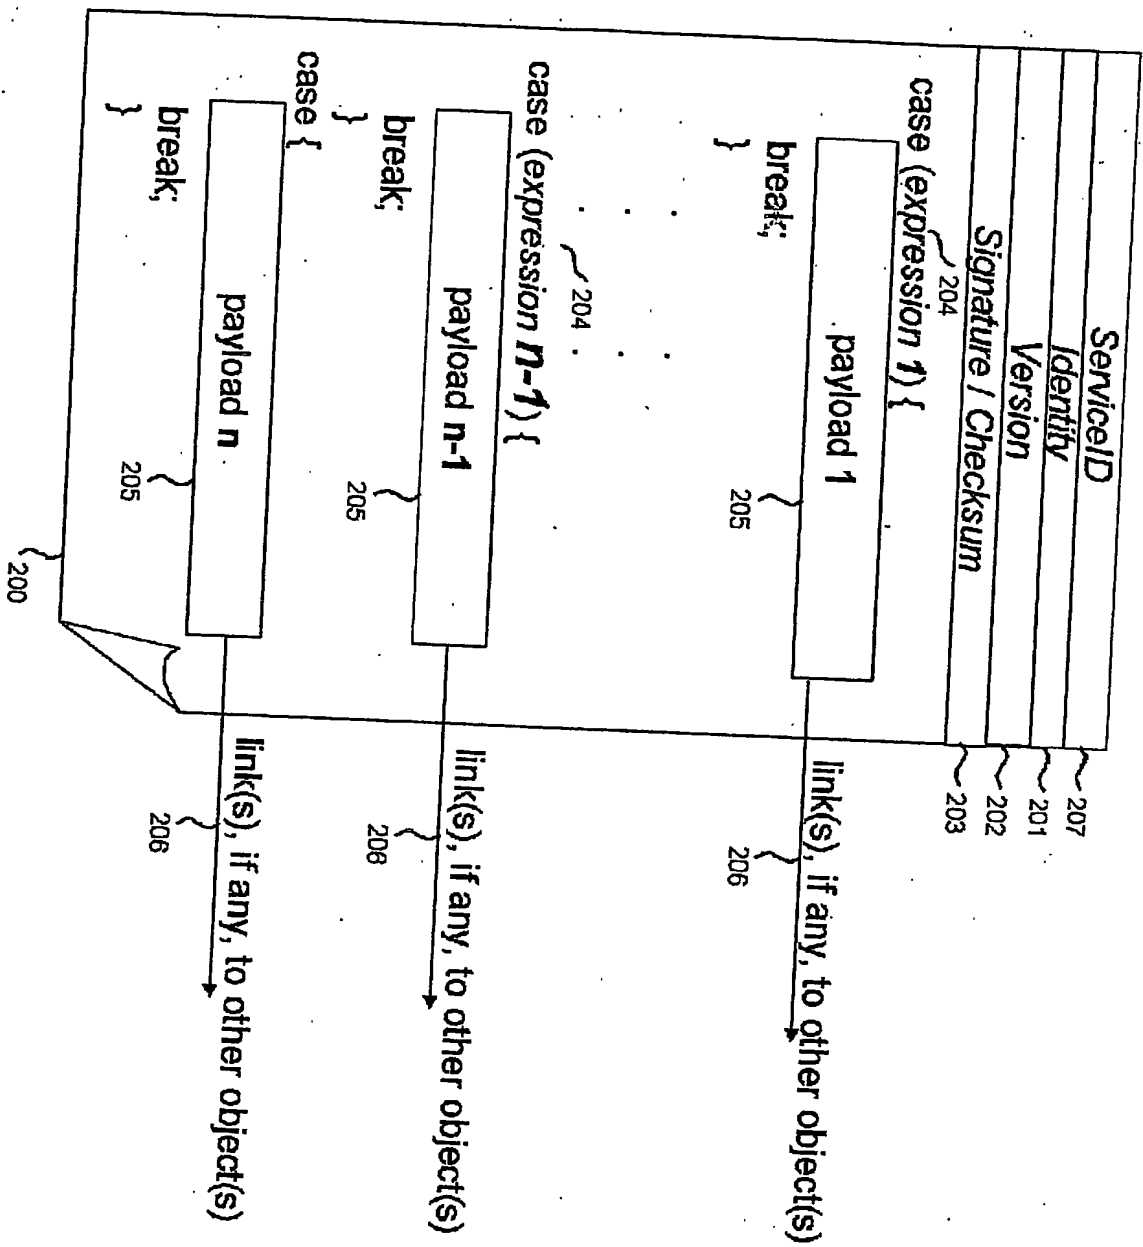 ServiceID
207
Identity
201
Version
202
Signature / Checksum
203
204
case (expression 1) {
payload 1
link(s), if any, to other object(s)
205
206
break;
}
. . .
. . .
204
case (expression n-1) {
payload n-1
link(s), if any, to other object(s)
205
206
break;
}
case {
payload n
link(s), if any, to other object(s)
205
206
break;
}
200